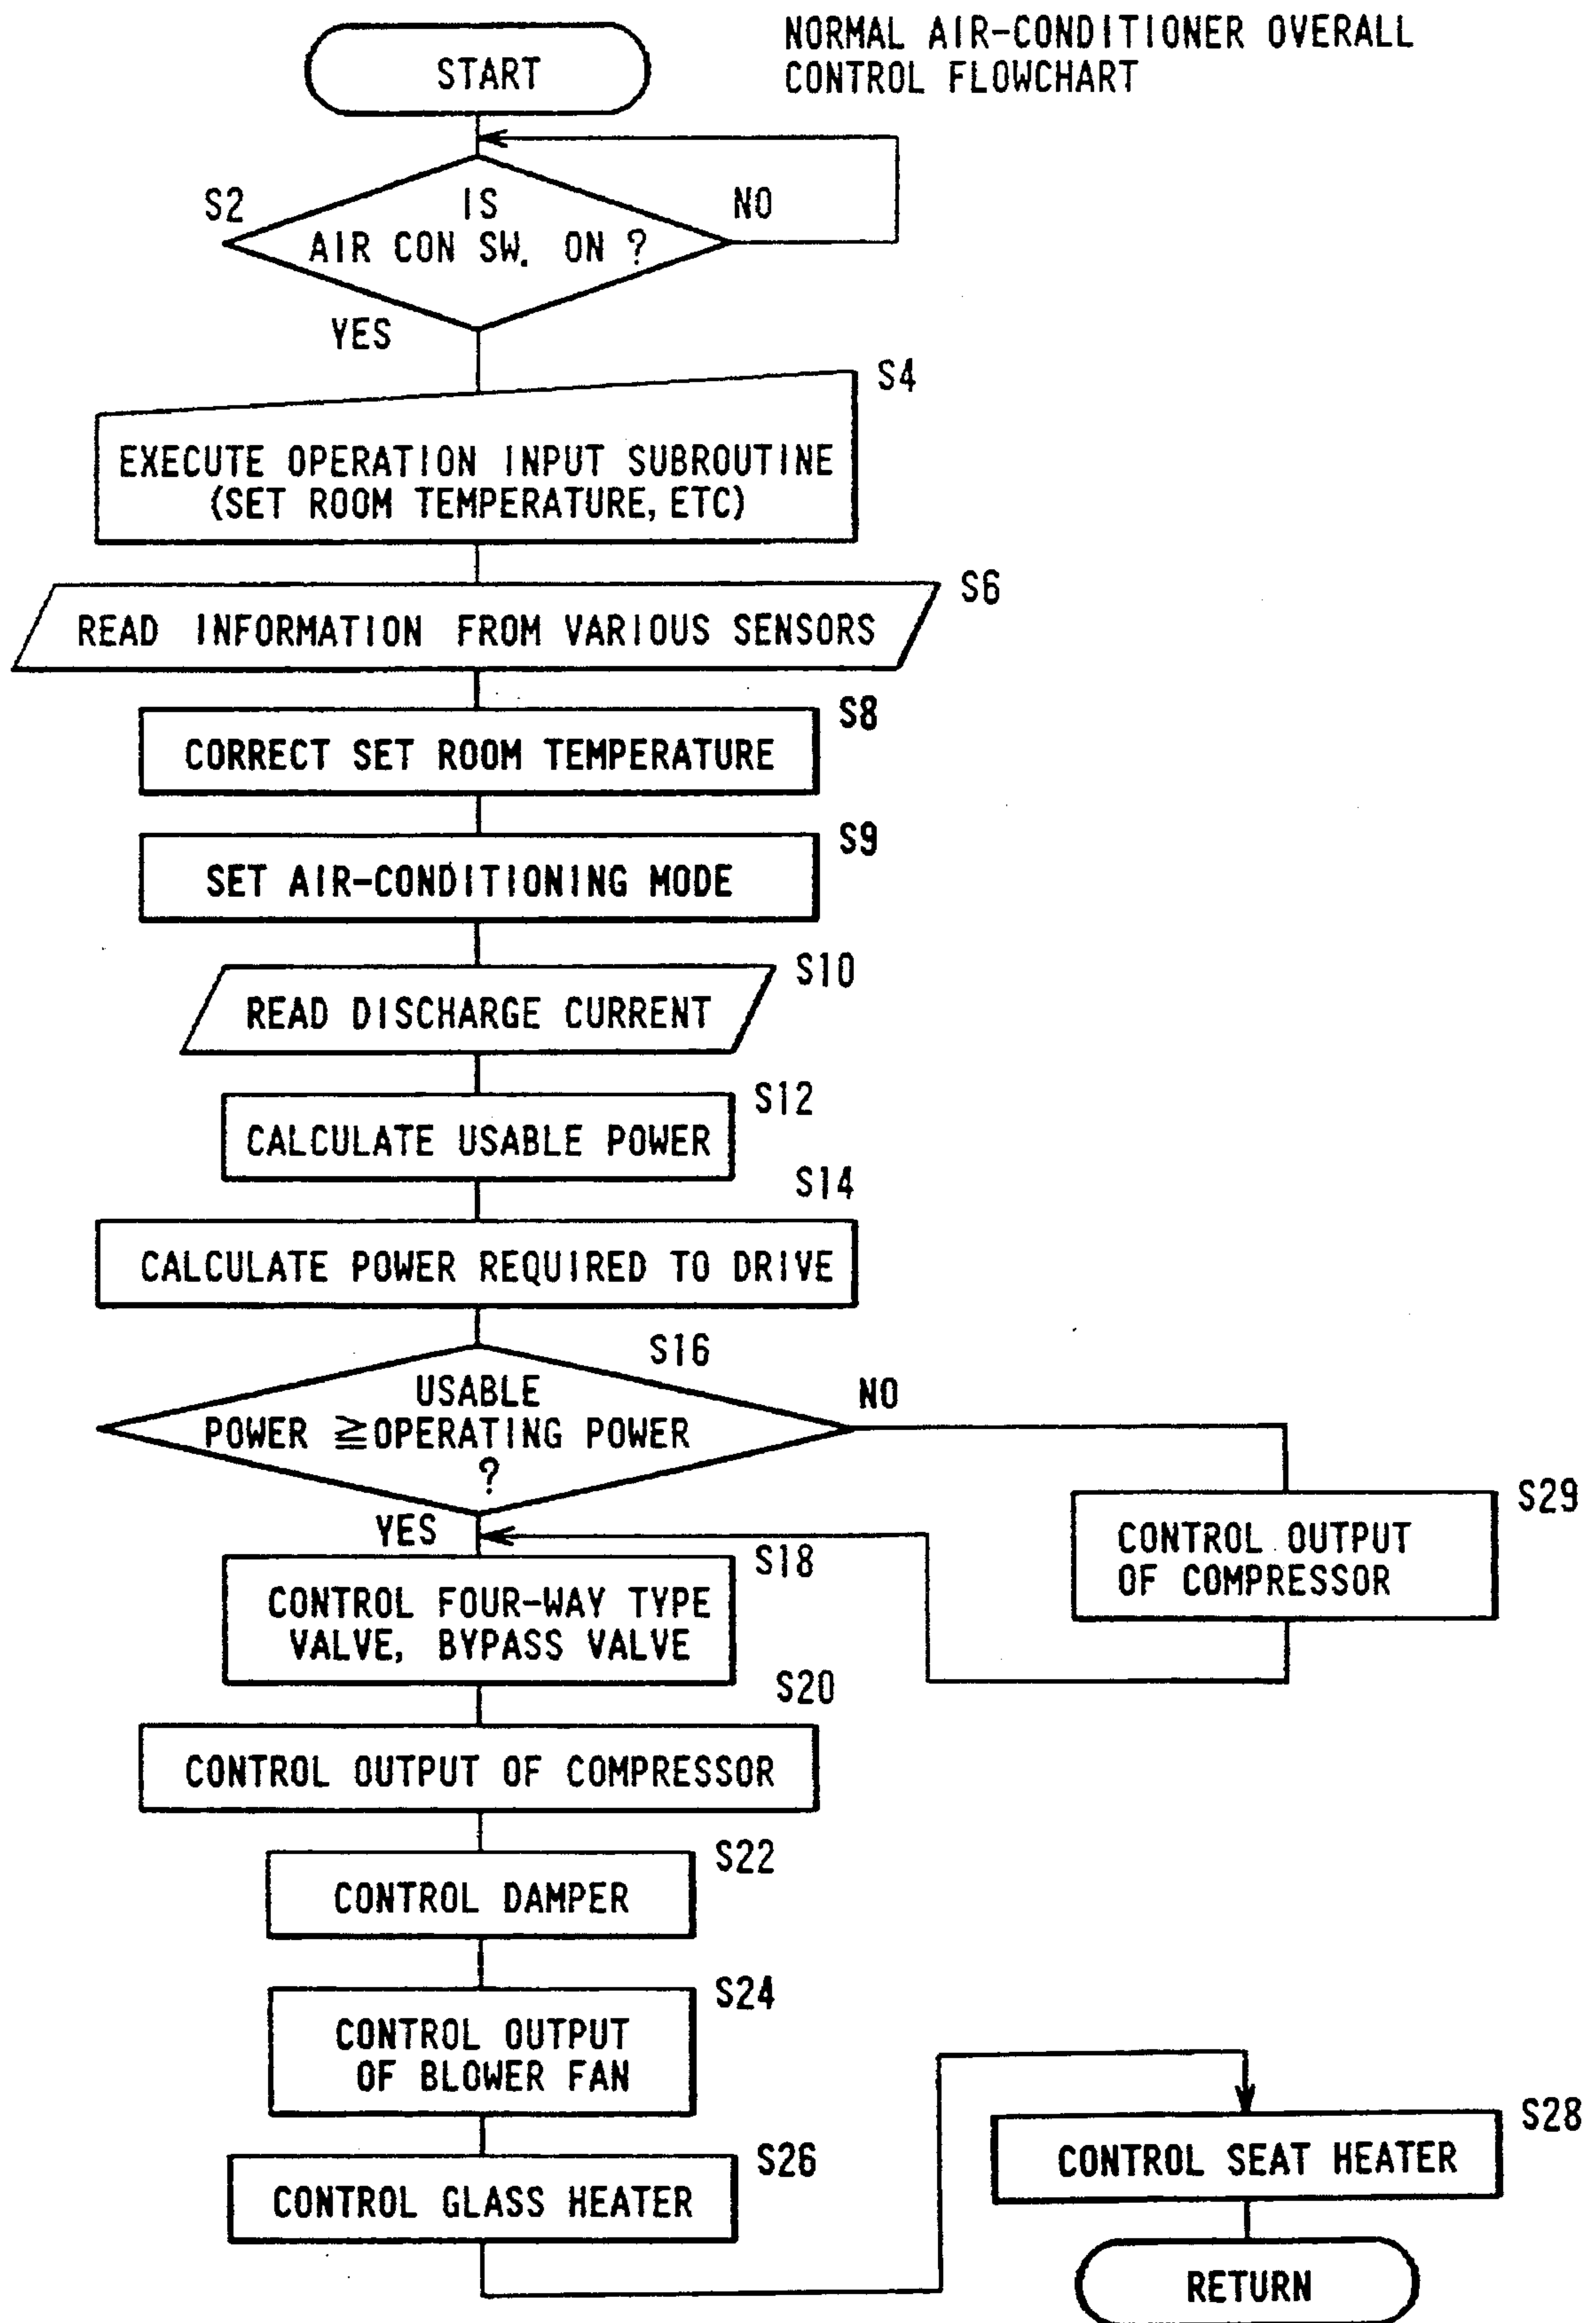 NORMAL AIR-CONDITIONER OVERALL
CONTROL FLOWCHART
START
S2
IS
AIR CON SW. ON ?
NO
YES
S4
EXECUTE OPERATION INPUT SUBROUTINE
(SET ROOM TEMPERATURE, ETC)
S6
READ INFORMATION FROM VARIOUS SENSORS
S8
CORRECT SET ROOM TEMPERATURE
S9
SET AIR-CONDITIONING MODE
S10
READ DISCHARGE CURRENT
S12
CALCULATE USABLE POWER
S14
CALCULATE POWER REQUIRED TO DRIVE
S16
USABLE
POWER ≧OPERATING POWER
?
NO
YES
S29
CONTROL OUTPUT
OF COMPRESSOR
S18
CONTROL FOUR-WAY TYPE
VALVE, BYPASS VALVE
S20
CONTROL OUTPUT OF COMPRESSOR
S22
CONTROL DAMPER
S24
CONTROL OUTPUT
OF BLOWER FAN
S26
CONTROL GLASS HEATER
S28
CONTROL SEAT HEATER
RETURN